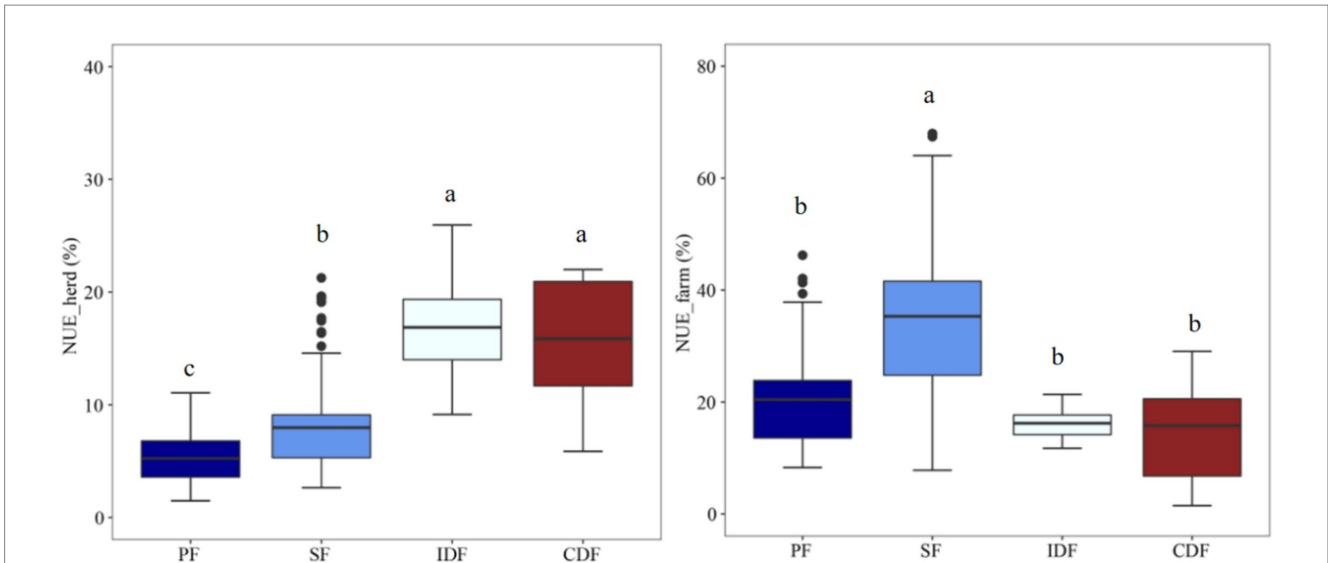 NUE_herd (%)
40
30
20
10
0
c
b
a
a
PF SF IDF CDF
NUE_farm (%)
80
60
40
20
0
b
a
b
b
PF SF IDF CDF